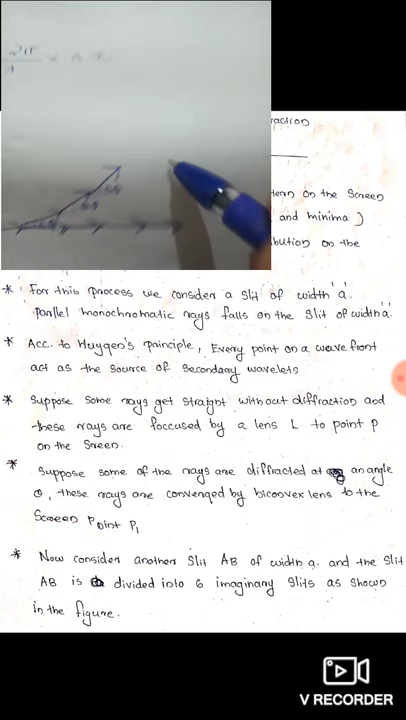 2π
λ
raction
tern on the Screen
and minima )
bution on the
* For this process we consider a slit of width 'a'.
parllel monochromatic rays falls on the slit of width 'a'.
* Acc. to Huygen's principle, Every point on a wave front
act as the source of Secondary wavelets
* Suppose some rays get straight without diffraction and
these rays are foccused by a lens L to point p
on the Sreen.
* Suppose some of the rays are diffracted at an angle
θ, these rays are convenged by biconvex lens to the
Screen Point P1
* Now consider another slit AB of width a. and the slit
AB is divided into 6 imaginary slits as shown
in the figure.
V RECORDER